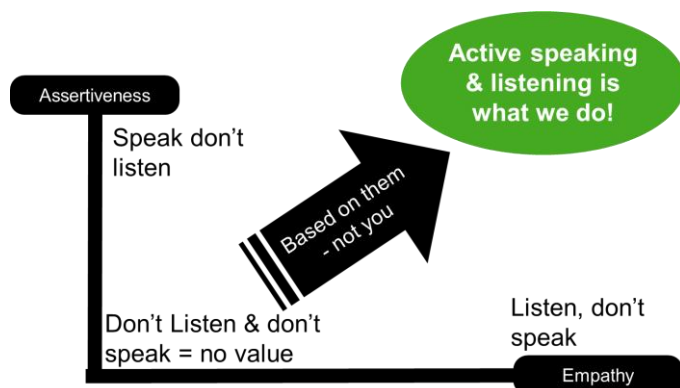 Active speaking
& listening is
what we do!
Assertiveness
Speak don’t
listen
Based on them
- not you
Don’t Listen & don’t
speak = no value
Listen, don’t
speak
Empathy